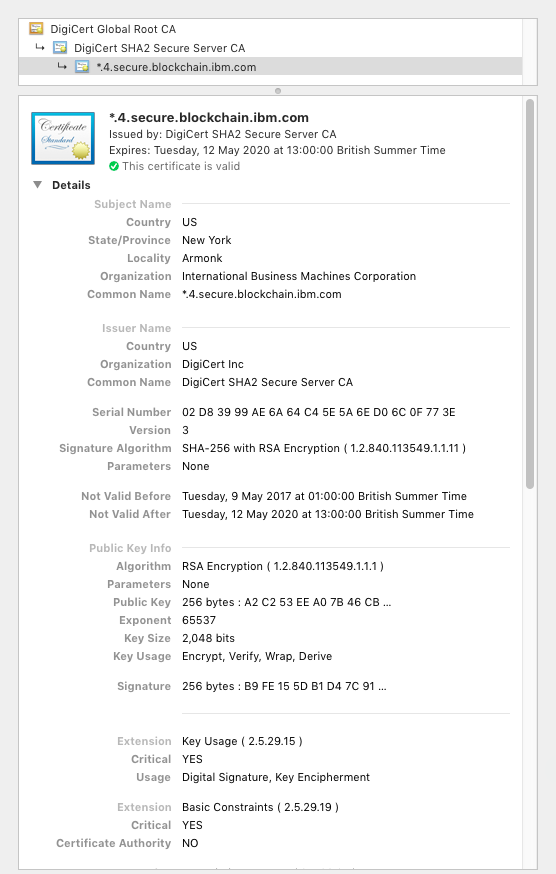 DigiCert Global Root CA
DigiCert SHA2 Secure Server CA
*.4.secure.blockchain.ibm.com
Certificate
Standard
*.4.secure.blockchain.ibm.com
Issued by: DigiCert SHA2 Secure Server CA
Expires: Tuesday, 12 May 2020 at 13:00:00 British Summer Time
This certificate is valid
Details
Subject Name
Country US
State/Province New York
Locality Armonk
Organization International Business Machines Corporation
Common Name *.4.secure.blockchain.ibm.com
Issuer Name
Country US
Organization DigiCert Inc
Common Name DigiCert SHA2 Secure Server CA
Serial Number 02 D8 39 99 AE 6A 64 C4 5E 5A 6E D0 6C 0F 77 3E
Version 3
Signature Algorithm SHA-256 with RSA Encryption ( 1.2.840.113549.1.1.11 )
Parameters None
Not Valid Before Tuesday, 9 May 2017 at 01:00:00 British Summer Time
Not Valid After Tuesday, 12 May 2020 at 13:00:00 British Summer Time
Public Key Info
Algorithm RSA Encryption ( 1.2.840.113549.1.1.1 )
Parameters None
Public Key 256 bytes : A2 C2 53 EE A0 7B 46 CB ...
Exponent 65537
Key Size 2,048 bits
Key Usage Encrypt, Verify, Wrap, Derive
Signature 256 bytes : B9 FE 15 5D B1 D4 7C 91 ...
Extension Key Usage ( 2.5.29.15 )
Critical YES
Usage Digital Signature, Key Encipherment
Extension Basic Constraints ( 2.5.29.19 )
Critical YES
Certificate Authority NO